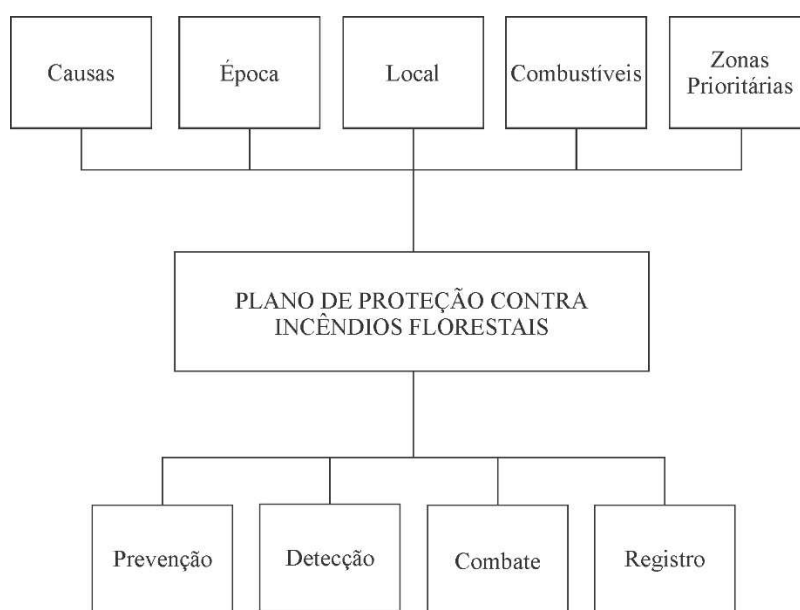 Causas
Época
Local
Combustíveis
Zonas
Prioritárias
PLANO DE PROTEÇÃO CONTRA
INCÊNDIOS FLORESTAIS
Prevenção
Detecção
Combate
Registro